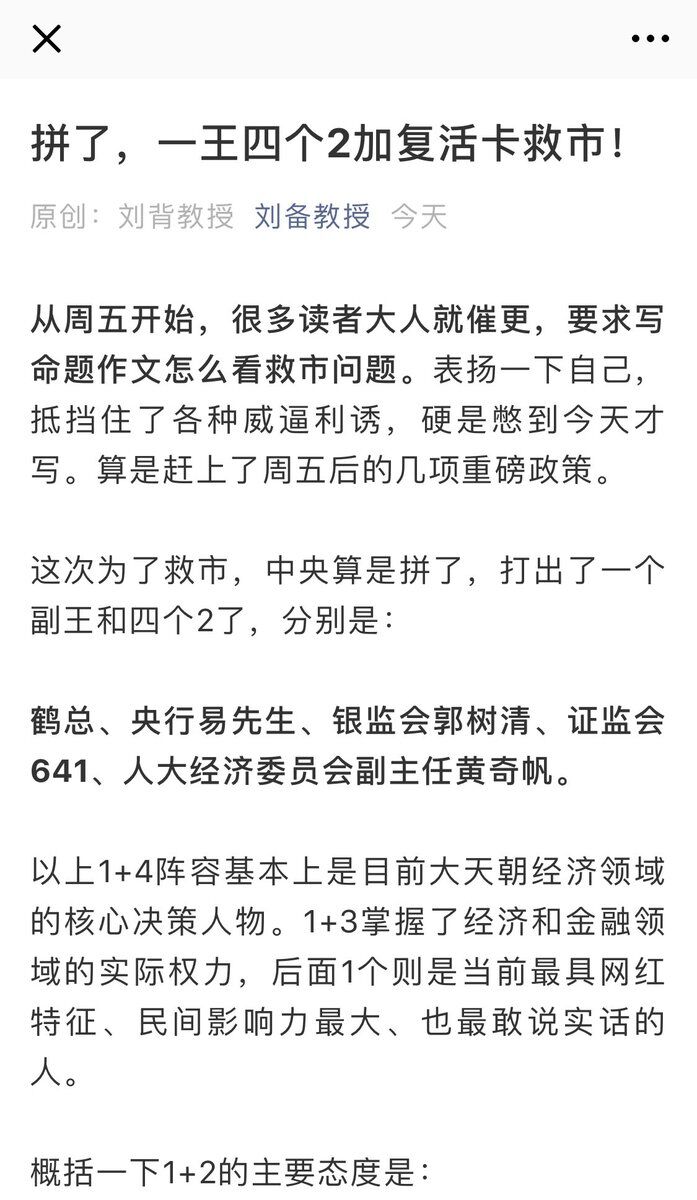 拼了，一王四个2加复活卡救市！
原创：刘背教授 刘备教授 今天
从周五开始，很多读者大人就催更，要求写
命题作文怎么看救市问题。表扬一下自己，
抵挡住了各种威逼利诱，硬是憋到今天才
写。算是赶上了周五后的几项重磅政策。
这次为了救市，中央算是拼了，打出了一个
副王和四个2了，分别是：
鹤总、央行易先生、银监会郭树清、证监会
641、人大经济委员会副主任黄奇帆。
以上1+4阵容基本上是目前大天朝经济领域
的核心决策人物。1+3掌握了经济和金融领
域的实际权力，后面1个则是当前最具网红
特征、民间影响力最大、也最敢说实话的
人。
概括一下1+2的主要态度是：